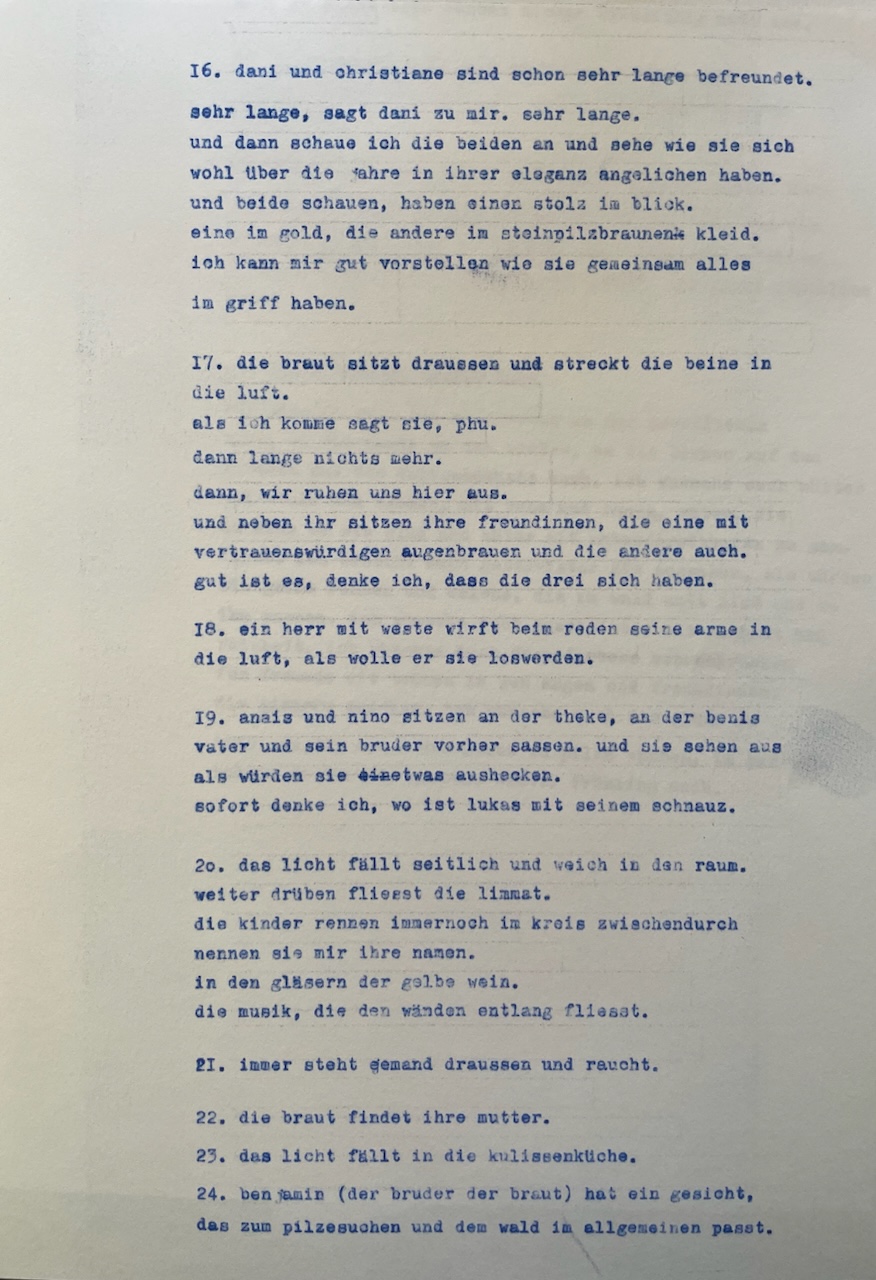 16. dani und christiane sind schon sehr lange befreundet.
sehr lange, sagt dani zu mir. sehr lange.
und dann schaue ich die beiden an und sehe wie sie sich
wohl über die jahre in ihrer eleganz angelichen haben.
und beide schauen, haben einen stolz im blick.
eine im gold, die andere im steinpilzbraunen kleid.
ich kann mir gut vorstellen wie sie gemeinsam alles
im griff haben.
17. die braut sitzt draussen und streckt die beine in
die luft.
als ich komme sagt sie, phu.
dann lange nichts mehr.
dann, wir ruhen uns hier aus.
und neben ihr sitzen ihre freundinnen, die eine mit
vertrauenswürdigen augenbrauen und die andere auch.
gut ist es, denke ich, dass die drei sich haben.
18. ein herr mit weste wirft beim reden seine arme in
die luft, als wolle er sie loswerden.
19. anais und nino sitzen an der theke, an der benis
vater und sein bruder vorher sassen. und sie sehen aus
als würden sie etwas aushecken.
sofort denke ich, wo ist lukas mit seinem schnauz.
20. das licht fällt seitlich und weich in den raum.
weiter drüben fliesst die limmat.
die kinder rennen immernoch im kreis zwischendurch
nennen sie mir ihre namen.
in den gläsern der gelbe wein.
die musik, die den wänden entlang fliesst.
21. immer steht jemand draussen und raucht.
22. die braut findet ihre mutter.
23. das licht fällt in die kulissenküche.
24. benjamin (der bruder der braut) hat ein gesicht,
das zum pilzesuchen und dem wald im allgemeinen passt.